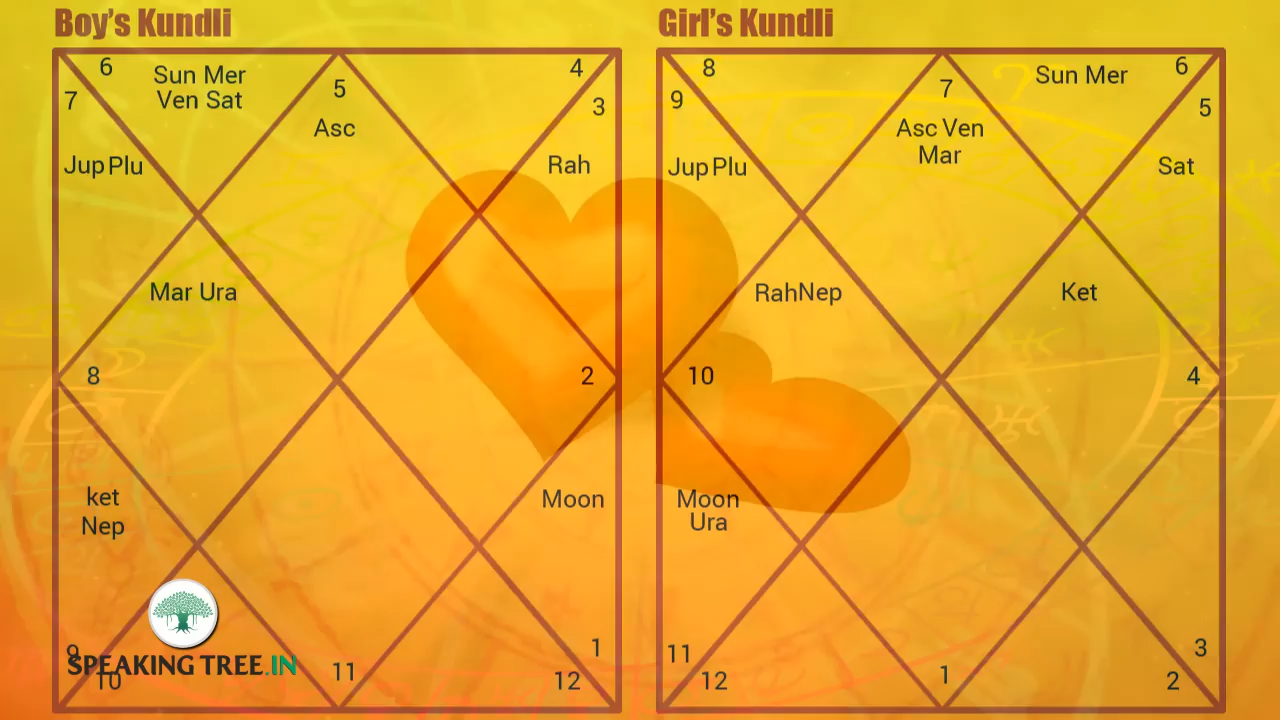 Boy's Kundli
6
Sun Mer
Ven Sat
5
4
7
3
Asc
Jup Plu
Rah
Mar Ura
8
2
ket
Nep
Moon
9
SPEAKING TREE.IN
10
11
12
1
Girl's Kundli
8
7
Sun Mer
6
9
5
Asc Ven
Mar
Jup Plu
Sat
RahNep
Ket
10
4
Moon
Ura
11
12
1
2
3